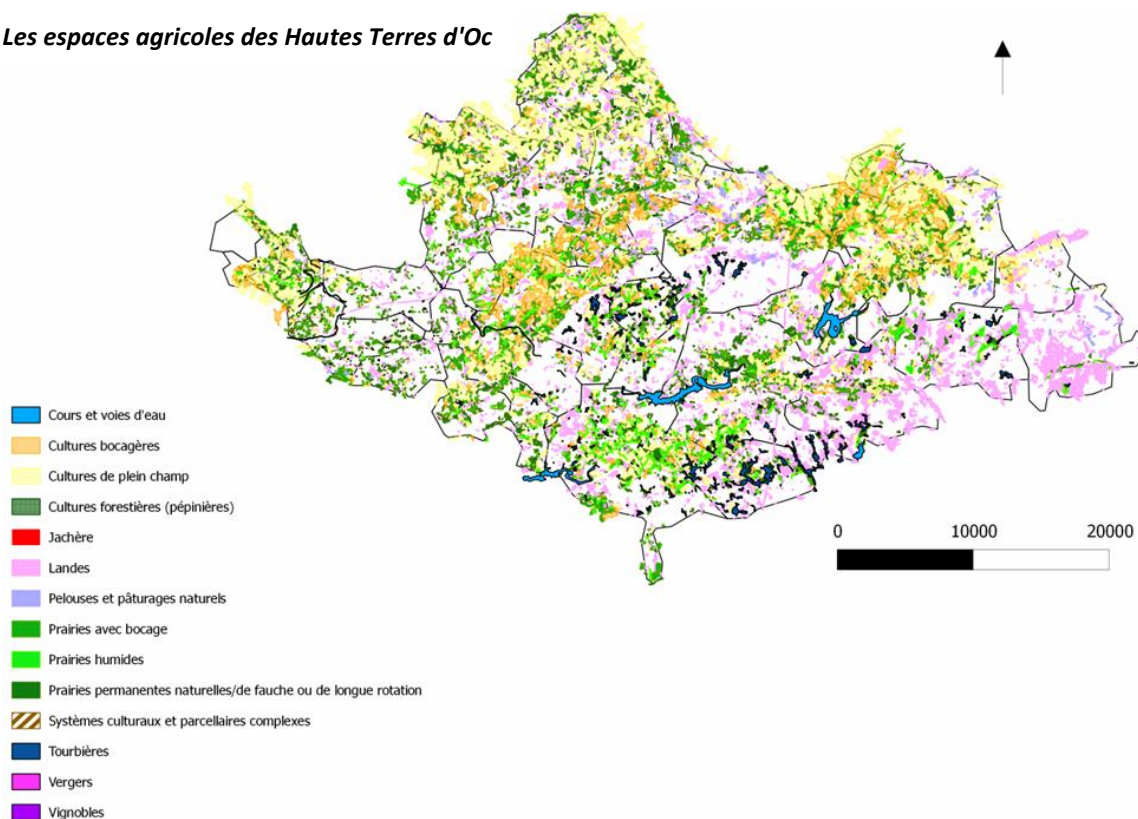 Les espaces agricoles des Hautes Terres d'Oc
Cours et voies d'eau
Cultures bocagères
Cultures de plein champ
Cultures forestières (pépinières)
Jachère
Landes
Pelouses et pâturages naturels
Prairies avec bocage
Prairies humides
Prairies permanentes naturelles/de fauche ou de longue rotation
Systèmes culturaux et parcellaires complexes
Tourbières
Vergers
Vignobles
0 10000 20000